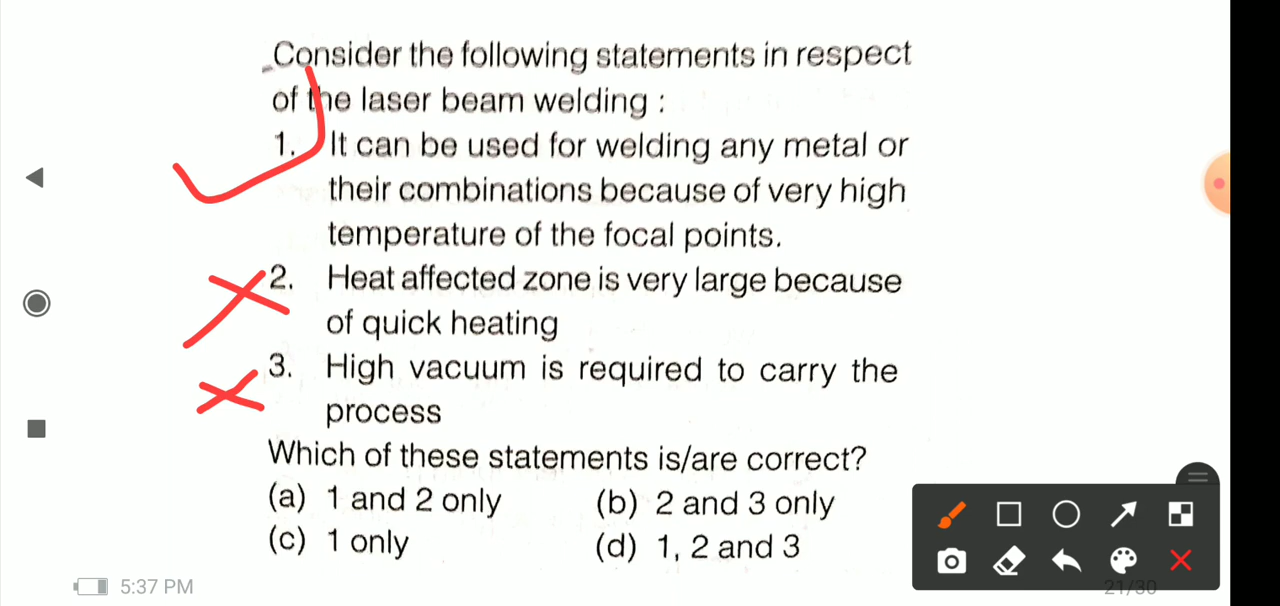 Consider the following statements in respect
of the laser beam welding :
1. It can be used for welding any metal or
their combinations because of very high
temperature of the focal points.
2. Heat affected zone is very large because
of quick heating
3. High vacuum is required to carry the
process
Which of these statements is/are correct?
(a) 1 and 2 only (b) 2 and 3 only
(c) 1 only (d) 1, 2 and 3
5:37 PM 21/30